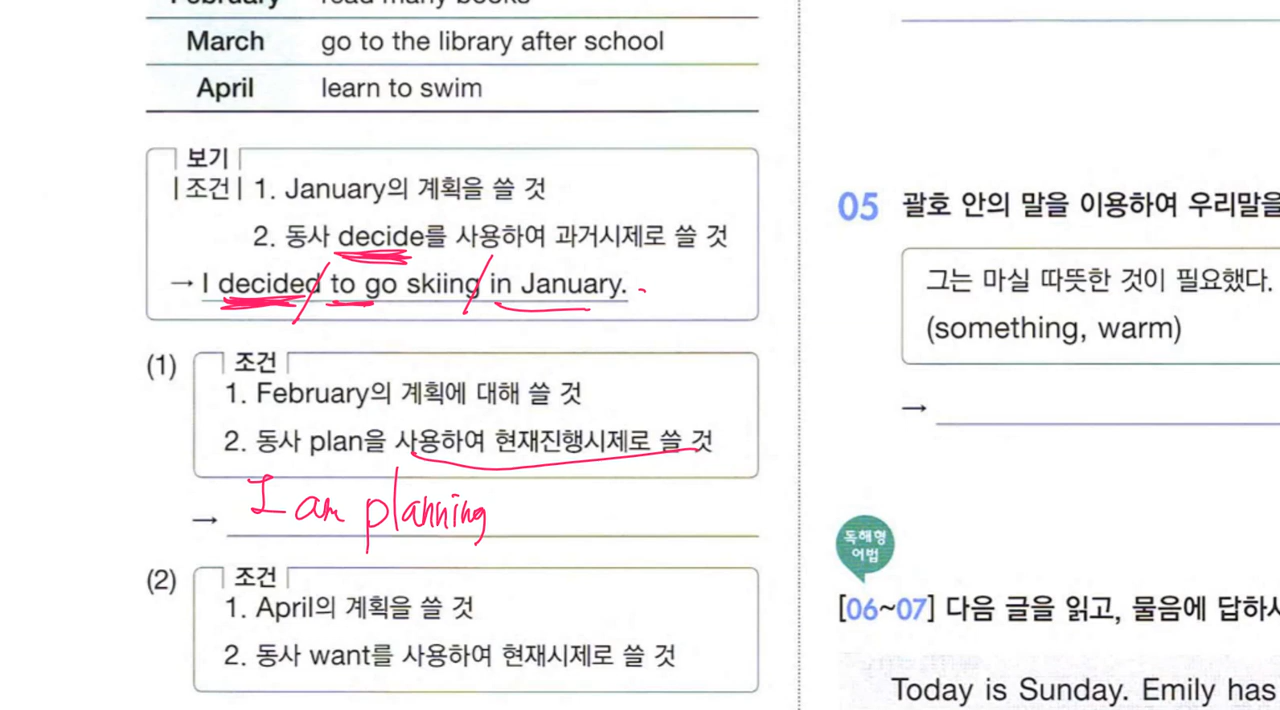 February read many books
March go to the library after school
April learn to swim
보기
|조건| 1. January의 계획을 쓸 것
2. 동사 decide를 사용하여 과거시제로 쓸 것
→ I decided to go skiing in January.
(1)
조건
1. February의 계획에 대해 쓸 것
2. 동사 plan을 사용하여 현재진행시제로 쓸 것
→ I am planning
(2)
조건
1. April의 계획을 쓸 것
2. 동사 want를 사용하여 현재시제로 쓸 것
05 괄호 안의 말을 이용하여 우리말을
그는 마실 따뜻한 것이 필요했다.
(something, warm)
→
독해형
어법
[06~07] 다음 글을 읽고, 물음에 답하시
Today is Sunday. Emily has